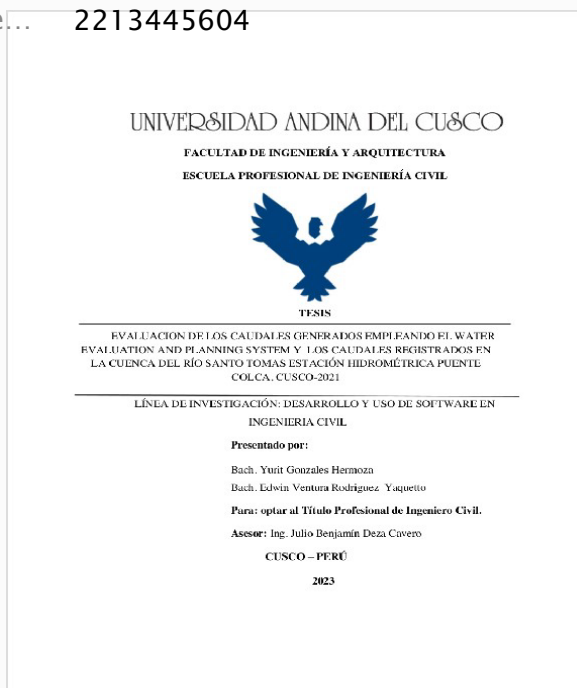 e... 2213445604
UNIVERSIDAD ANDINA DEL CUSCO
FACULTAD DE INGENIERÍA Y ARQUITECTURA
ESCUELA PROFESIONAL DE INGENIERÍA CIVIL
TESIS
EVALUACION DE LOS CAUDALES GENERADOS EMPLEANDO EL WATER
EVALUATION AND PLANNING SYSTEM Y LOS CAUDALES REGISTRADOS EN
LA CUENCA DEL RÍO SANTO TOMAS ESTACIÓN HIDROMÉTRICA PUENTE
COLCA. CUSCO-2021
LÍNEA DE INVESTIGACIÓN: DESARROLLO Y USO DE SOFTWARE EN
INGENIERIA CIVIL
Presentado por:
Bach. Yurit Gonzales Hermoza
Bach. Edwin Ventura Rodriguez Yaquetto
Para: optar al Título Profesional de Ingeniero Civil.
Asesor: Ing. Julio Benjamín Deza Cavero
CUSCO – PERÚ
2023